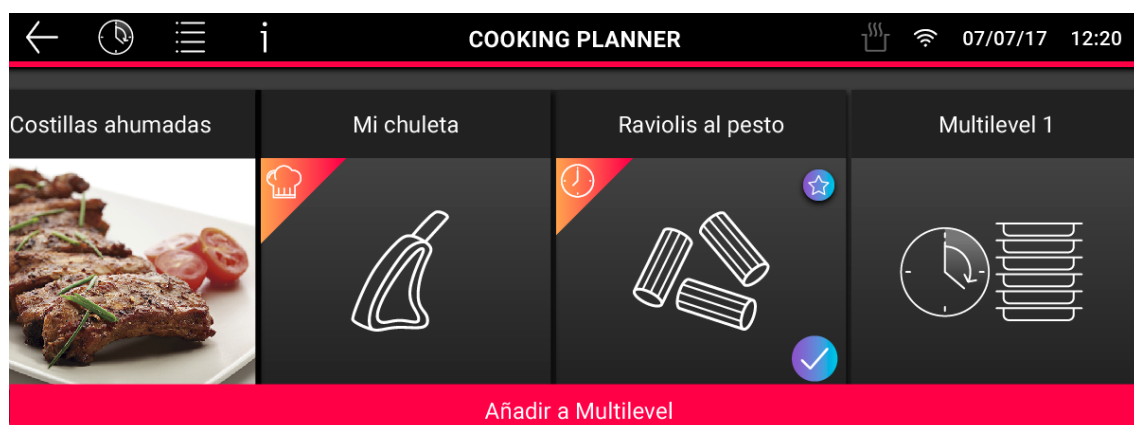 COOKING PLANNER 07/07/17 12:20
Costillas ahumadas
Mi chuleta
Raviolis al pesto
Multilevel 1
Añadir a Multilevel